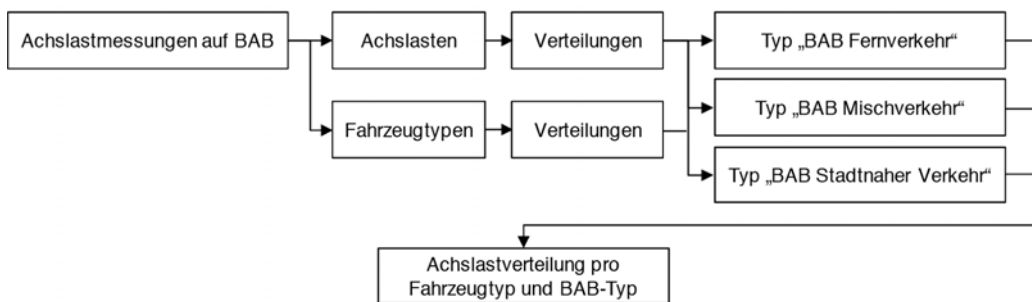 Achslastmessungen auf BAB
Achslasten
Verteilungen
Typ „BAB Fernverkehr“
Fahrzeugtypen
Verteilungen
Typ „BAB Mischverkehr“
Typ „BAB Stadtnaher Verkehr“
Achslastverteilung pro
Fahrzeugtyp und BAB-Typ